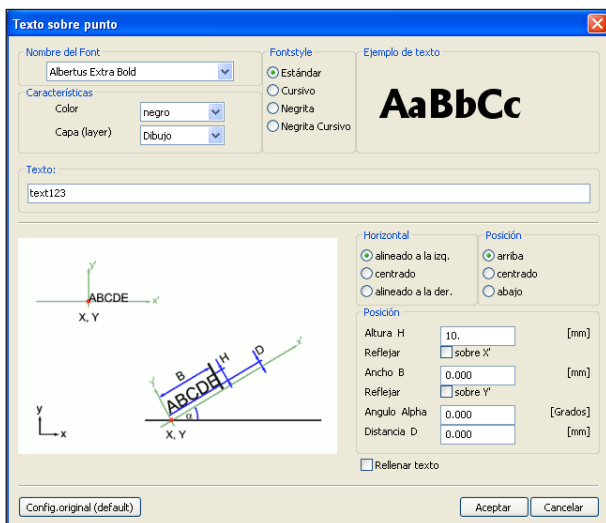 Texto sobre punto
Nombre del Font
Albertus Extra Bold
Características
Color negro
Capa (layer) Dibujo
Fontstyle
Estándar
Cursivo
Negrita
Negrita Cursivo
Ejemplo de texto
AaBbCc
Texto:
text123
y'
ABCDE x'
X, Y
y
x
B H D x'
y' ABCDE
α
X, Y
Horizontal
alineado a la izq.
centrado
alineado a la der.
Posición
arriba
centrado
abajo
Posición
Altura H 10. [mm]
Reflejar sobre X'
Ancho B 0.000 [mm]
Reflejar sobre Y'
Angulo Alpha 0.000 [Grados]
Distancia D 0.000 [mm]
Rellenar texto
Config.original (default)
Aceptar Cancelar